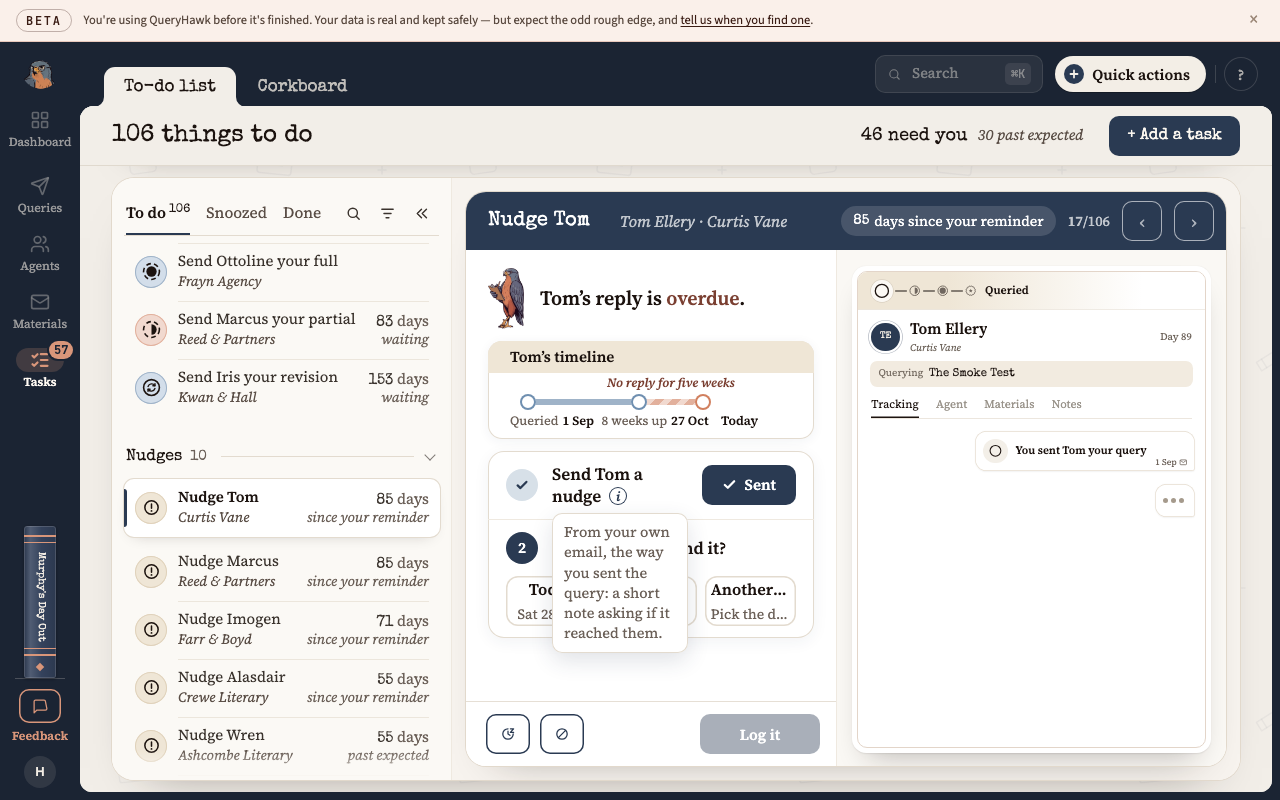 BETA You're using QueryHawk before it's finished. Your data is real and kept safely — but expect the odd rough edge, and tell us when you find one. ×
To-do list
Corkboard
Search ⌘K
+ Quick actions
?
Dashboard
Queries
Agents
Materials
57
Tasks
Murphy's Day Out
Feedback
H
106 things to do
46 need you 30 past expected
+ Add a task
To do 106 Snoozed Done
Send Ottoline your full
Frayn Agency
Send Marcus your partial 83 days
Reed & Partners waiting
Send Iris your revision 153 days
Kwan & Hall waiting
Nudges 10
Nudge Tom 85 days
Curtis Vane since your reminder
Nudge Marcus 85 days
Reed & Partners since your reminder
Nudge Imogen 71 days
Farr & Boyd since your reminder
Nudge Alasdair 55 days
Crewe Literary since your reminder
Nudge Wren 55 days
Ashcombe Literary past expected
Nudge Tom Tom Ellery · Curtis Vane 85 days since your reminder 17/106 ‹ ›
Tom's reply is overdue.
Tom's timeline
No reply for five weeks
Queried 1 Sep 8 weeks up 27 Oct Today
Send Tom a
nudge i
Sent
From your own
email, the way
you sent the
query: a short
note asking if it
reached them.
2
nd it?
Another...
Sat 28
Pick the d...
Log it
Queried
TE Tom Ellery
Curtis Vane
Day 89
Querying The Smoke Test
Tracking Agent Materials Notes
You sent Tom your query
1 Sep